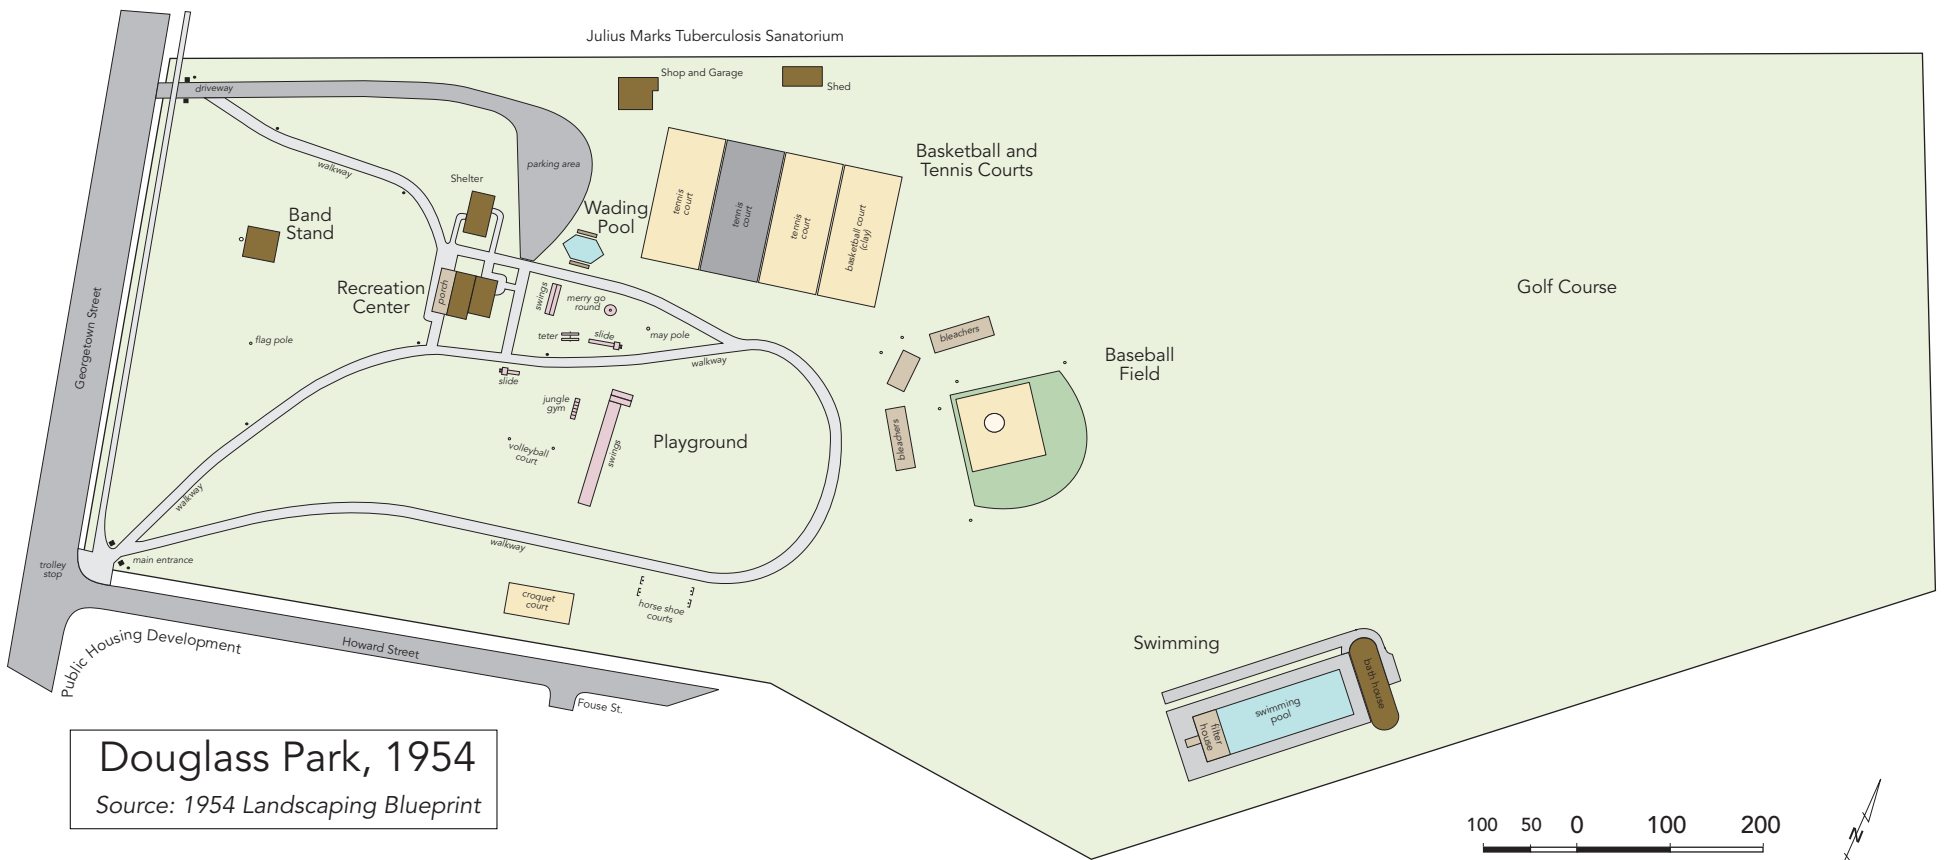 Julius Marks Tuberculosis Sanatorium
Shop and Garage
Shed
driveway
walkway
parking area
Shelter
Band
Stand
Wading
Pool
tennis
court
tennis
court
tennis
court
basketball court
(clay)
Basketball and
Tennis Courts
Golf Course
Georgetown Street
Recreation
Center
porch
swings
merry go
round
teter
slide
may pole
flag pole
walkway
slide
jungle
gym
volleyball
court
swings
Playground
bleachers
bleachers
Baseball
Field
walkway
walkway
trolley
stop
main entrance
croquet
court
horse shoe
courts
Public Housing Development
Howard Street
Fouse St.
Swimming
swimming
pool
filter
house
bath house
Douglass Park, 1954
Source: 1954 Landscaping Blueprint
100 50 0 100 200
N